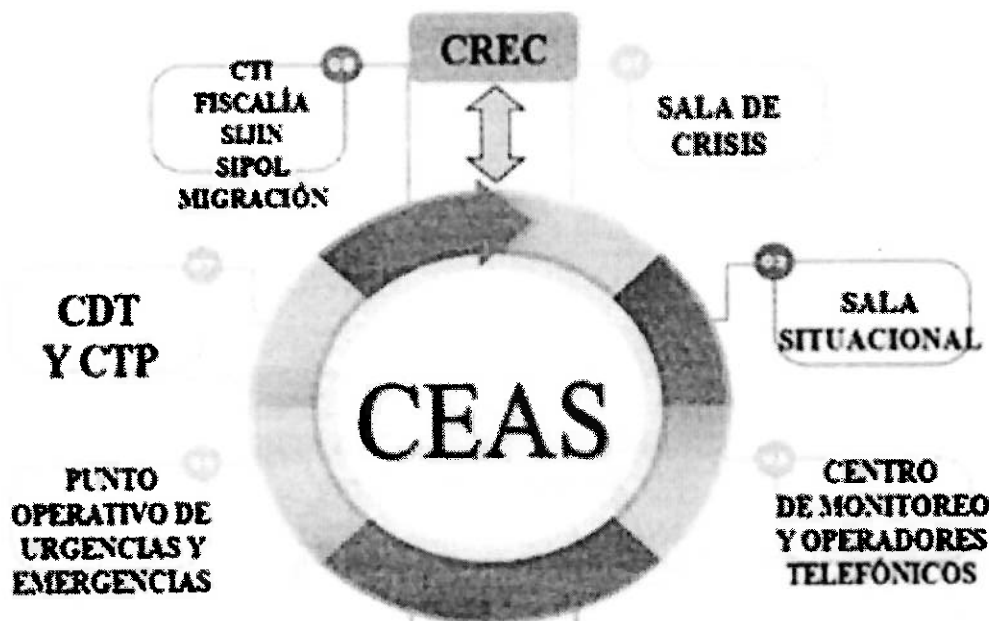 CREC
CTI
FISCALÍA
SIJIN
SIPOL
MIGRACIÓN
SALA DE
CRISIS
CDT
Y CTP
SALA
SITUACIONAL
CEAS
PUNTO
OPERATIVO DE
URGENCIAS Y
EMERGENCIAS
CENTRO
DE MONITOREO
Y OPERADORES
TELEFÓNICOS